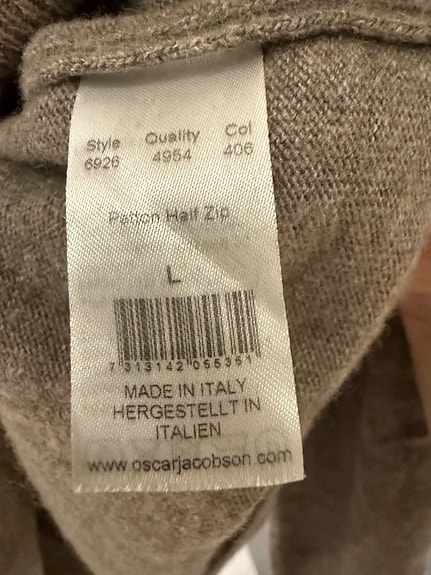 Style Quality Col
6926 4954 406
Patton Half Zip
L
7 313142 055351
MADE IN ITALY
HERGESTELLT IN
ITALIEN
www.oscarjacobson.com